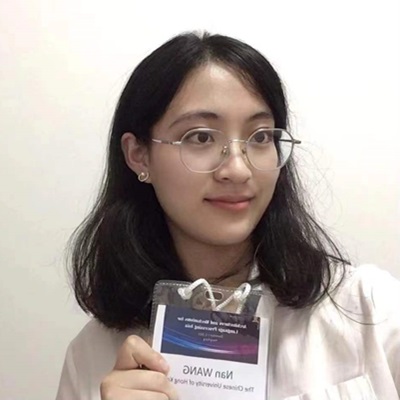 Architectures and Mechanisms for
Language Processing Asia
Nan WANG
The Chinese University of Hong K